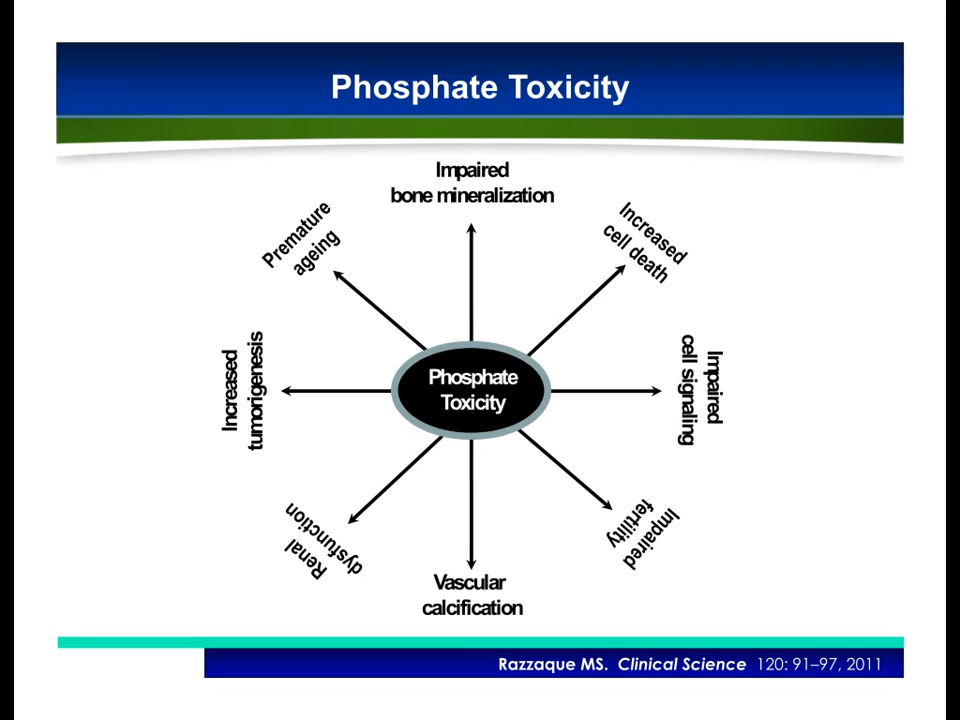 Phosphate Toxicity
Impaired
bone mineralization
Premature
ageing
Increased
cell death
Increased
tumorigenesis
Phosphate
Toxicity
Impaired
cell signaling
Renal
dysfunction
Impaired
fertility
Vascular
calcification
Razzaque MS. Clinical Science 120: 91–97, 2011